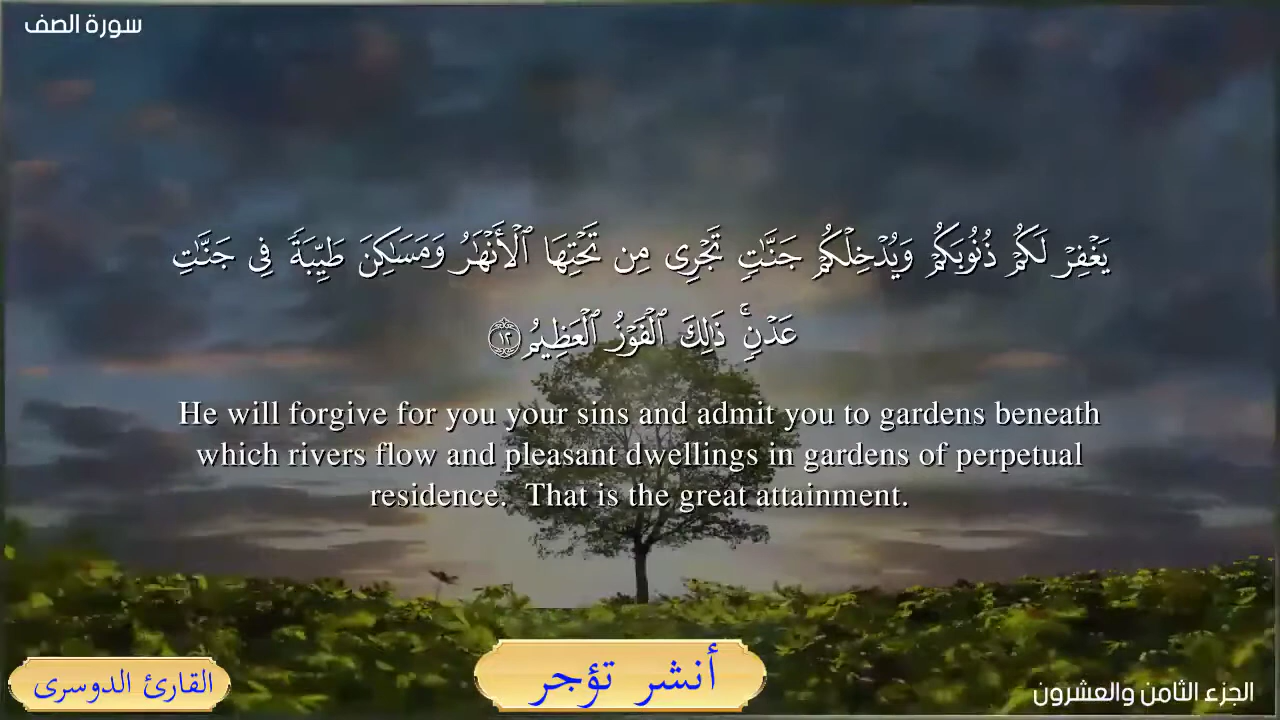 سورة الصف
يَغْفِرْ لَكُمْ ذُنُوبَكُمْ وَيُدْخِلْكُمْ جَنَّٰتٍ تَجْرِى مِن تَحْتِهَا ٱلْأَنْهَٰرُ وَمَسَٰكِنَ طَيِّبَةً فِى جَنَّٰتِ
عَدْنٍ ۚ ذَٰلِكَ ٱلْفَوْزُ ٱلْعَظِيمُ ١٢
He will forgive for you your sins and admit you to gardens beneath
which rivers flow and pleasant dwellings in gardens of perpetual
residence.  That is the great attainment.
أنشر تؤجر
القارئ الدوسرى
الجزء الثامن والعشرون